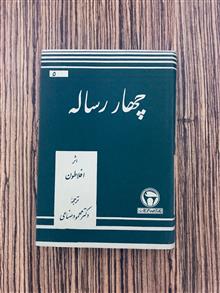 ۵
چهار رساله
اثر
افلاطون
ترجمهٔ
دکتر محمود صناعی